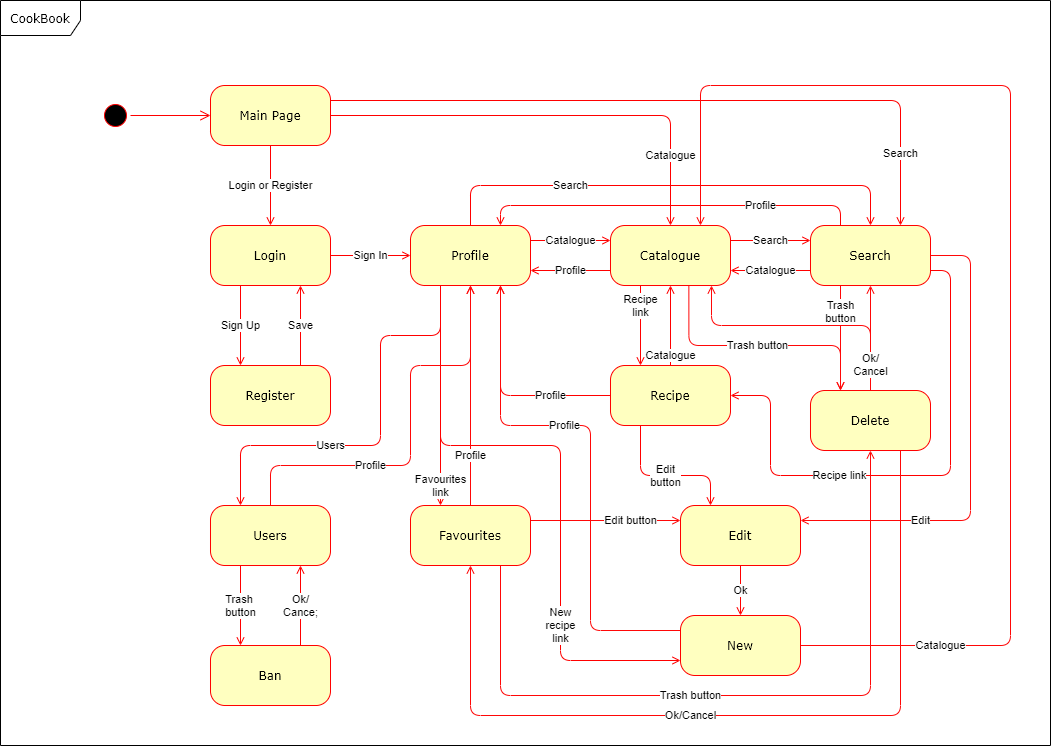 CookBook
Main Page
Search
Catalogue
Login or Register
Search
Profile
Login
Sign In
Profile
Catalogue
Profile
Catalogue
Search
Catalogue
Search
Recipe
link
Trash
button
Sign Up
Save
Catalogue
Trash button
Ok/
Cancel
Register
Profile
Recipe
Delete
Profile
Users
Profile
Profile
Favourites
link
Edit
button
Recipe link
Users
Favourites
Edit button
Edit
Edit
Ok
Trash
button
Ok/
Cance;
New
recipe
link
New
Catalogue
Ban
Trash button
Ok/Cancel